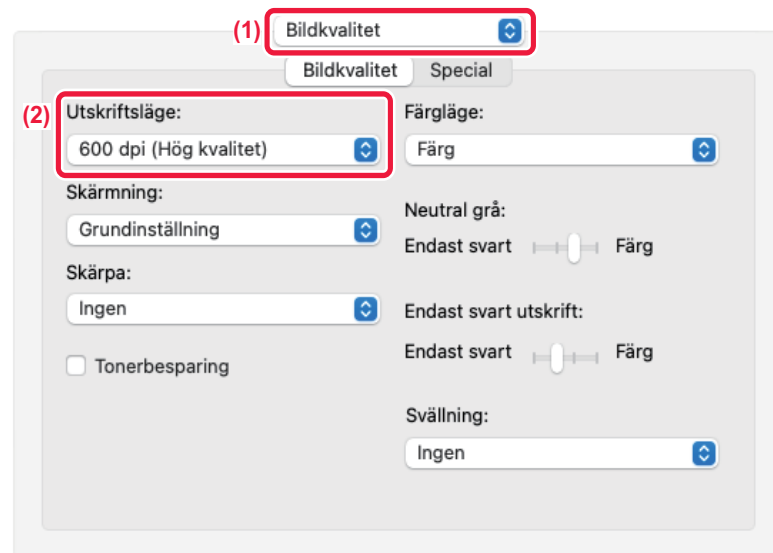 (1)
Bildkvalitet
Bildkvalitet Special
(2)
Utskriftsläge:
600 dpi (Hög kvalitet)
Skärmning:
Grundinställning
Skärpa:
Ingen
Tonerbesparing
Färgläge:
Färg
Neutral grå:
Endast svart Färg
Endast svart utskrift:
Endast svart Färg
Svällning:
Ingen